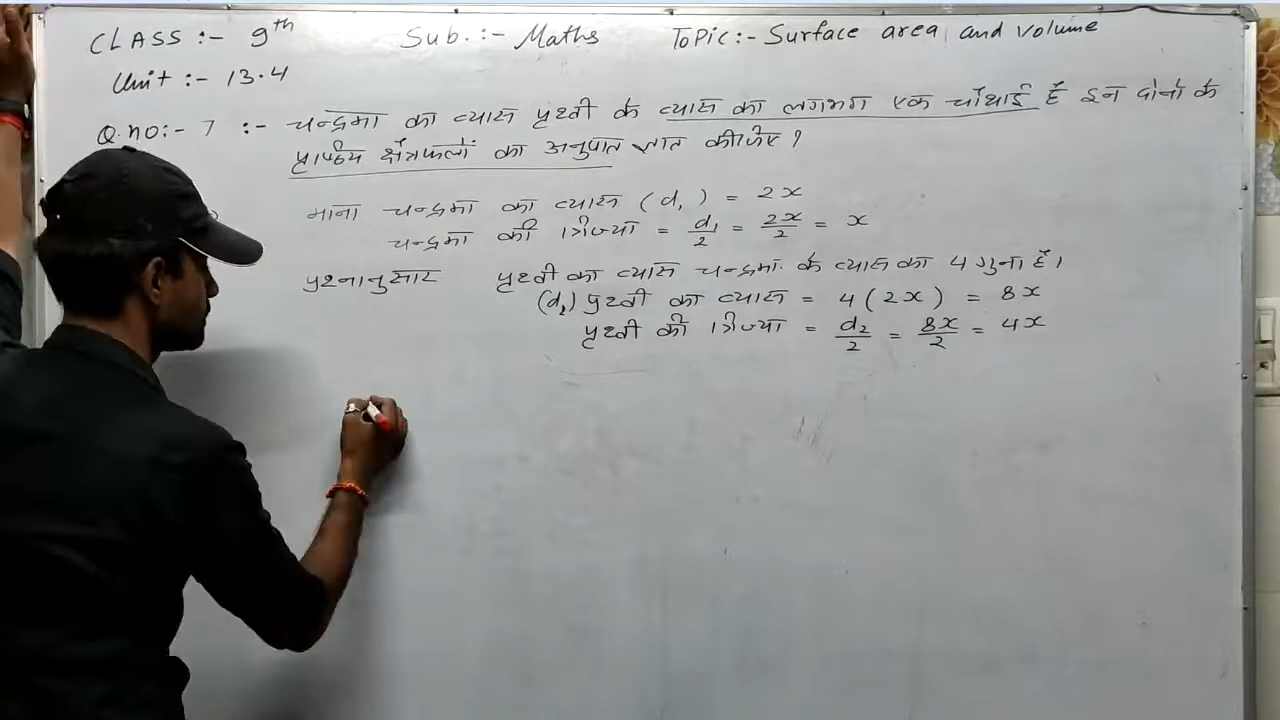 CLASS :- 9th Sub. :- Maths Topic:- Surface area and volume
Unit :- 13.4
Q.no:- 7 :- चन्द्रमा का व्यास पृथ्वी के व्यास का लगभग एक चौथाई है इन दोनो के
पृष्ठीय क्षेत्रफलों का अनुपात ज्ञात कीजिए?
माना चन्द्रमा का व्यास (d₁) = 2x
चन्द्रमा की त्रिज्या = d₁/2 = 2x/2 = x
प्रश्नानुसार पृथ्वी का व्यास चन्द्रमा के व्यास का 4 गुना है।
(d₂) पृथ्वी का व्यास = 4(2x) = 8x
पृथ्वी की त्रिज्या = d₂/2 = 8x/2 = 4x